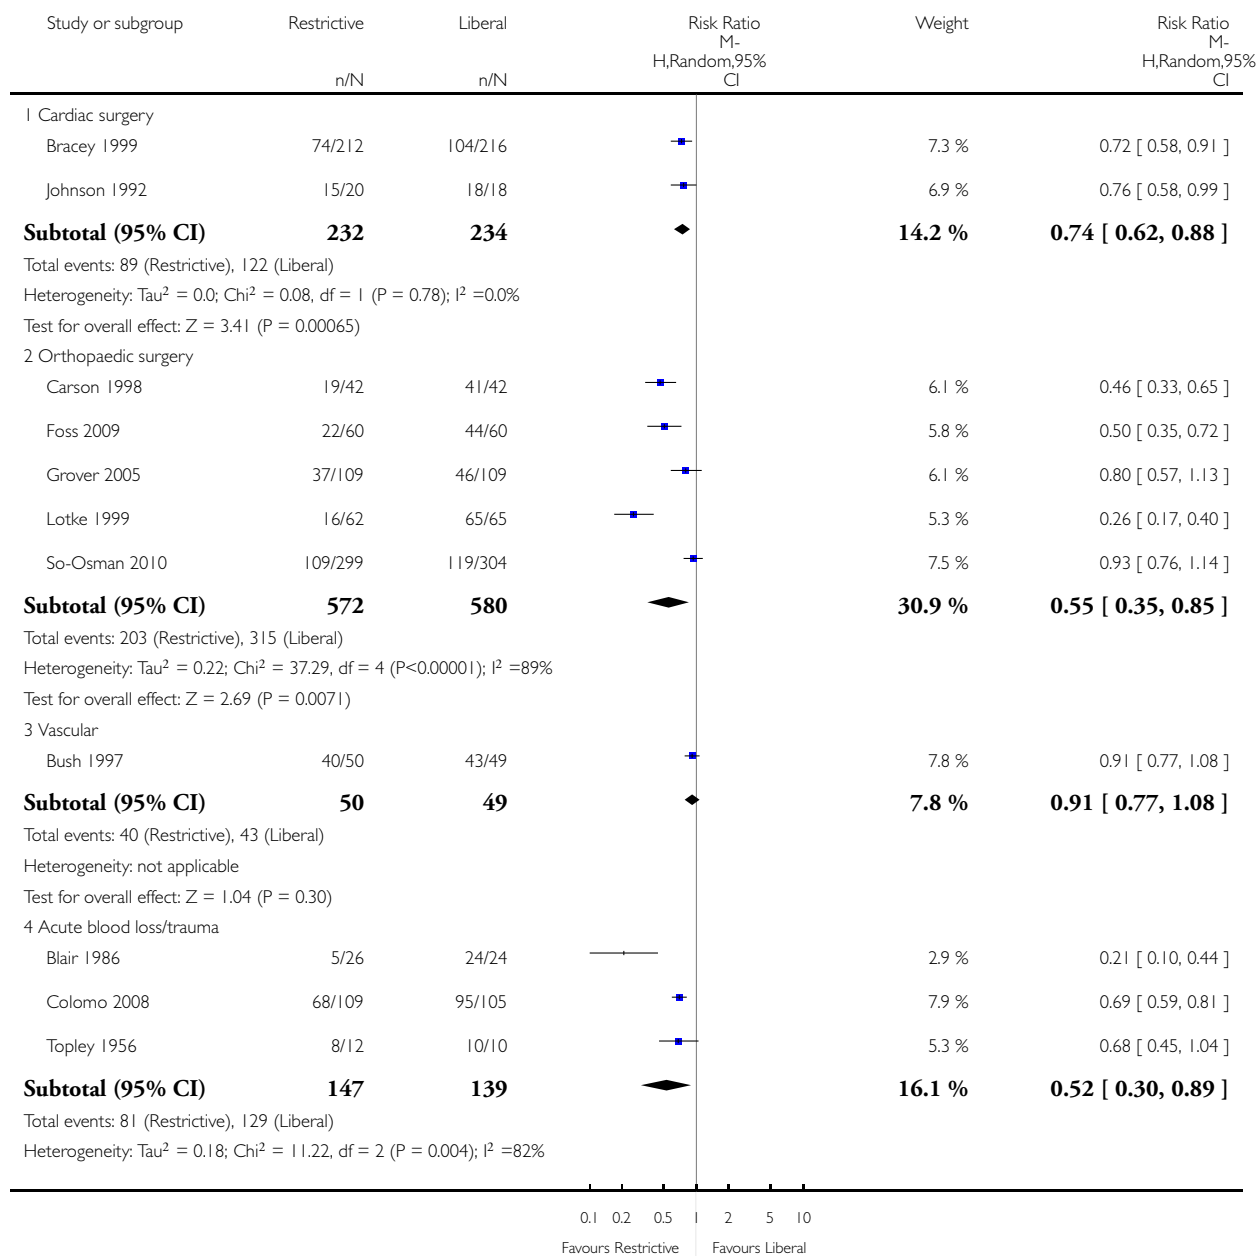 Study or subgroup Restrictive Liberal Risk Ratio Weight Risk Ratio
M- M-
H,Random,95% H,Random,95%
n/N n/N CI CI
1 Cardiac surgery
Bracey 1999 74/212 104/216 7.3 % 0.72 [ 0.58, 0.91 ]
Johnson 1992 15/20 18/18 6.9 % 0.76 [ 0.58, 0.99 ]
Subtotal (95% CI) 232 234 14.2 % 0.74 [ 0.62, 0.88 ]
Total events: 89 (Restrictive), 122 (Liberal)
Heterogeneity: Tau² = 0.0; Chi² = 0.08, df = 1 (P = 0.78); I² =0.0%
Test for overall effect: Z = 3.41 (P = 0.00065)
2 Orthopaedic surgery
Carson 1998 19/42 41/42 6.1 % 0.46 [ 0.33, 0.65 ]
Foss 2009 22/60 44/60 5.8 % 0.50 [ 0.35, 0.72 ]
Grover 2005 37/109 46/109 6.1 % 0.80 [ 0.57, 1.13 ]
Lotke 1999 16/62 65/65 5.3 % 0.26 [ 0.17, 0.40 ]
So-Osman 2010 109/299 119/304 7.5 % 0.93 [ 0.76, 1.14 ]
Subtotal (95% CI) 572 580 30.9 % 0.55 [ 0.35, 0.85 ]
Total events: 203 (Restrictive), 315 (Liberal)
Heterogeneity: Tau² = 0.22; Chi² = 37.29, df = 4 (P<0.00001); I² =89%
Test for overall effect: Z = 2.69 (P = 0.0071)
3 Vascular
Bush 1997 40/50 43/49 7.8 % 0.91 [ 0.77, 1.08 ]
Subtotal (95% CI) 50 49 7.8 % 0.91 [ 0.77, 1.08 ]
Total events: 40 (Restrictive), 43 (Liberal)
Heterogeneity: not applicable
Test for overall effect: Z = 1.04 (P = 0.30)
4 Acute blood loss/trauma
Blair 1986 5/26 24/24 2.9 % 0.21 [ 0.10, 0.44 ]
Colomo 2008 68/109 95/105 7.9 % 0.69 [ 0.59, 0.81 ]
Topley 1956 8/12 10/10 5.3 % 0.68 [ 0.45, 1.04 ]
Subtotal (95% CI) 147 139 16.1 % 0.52 [ 0.30, 0.89 ]
Total events: 81 (Restrictive), 129 (Liberal)
Heterogeneity: Tau² = 0.18; Chi² = 11.22, df = 2 (P = 0.004); I² =82%
0.1 0.2 0.5 1 2 5 10
Favours Restrictive Favours Liberal